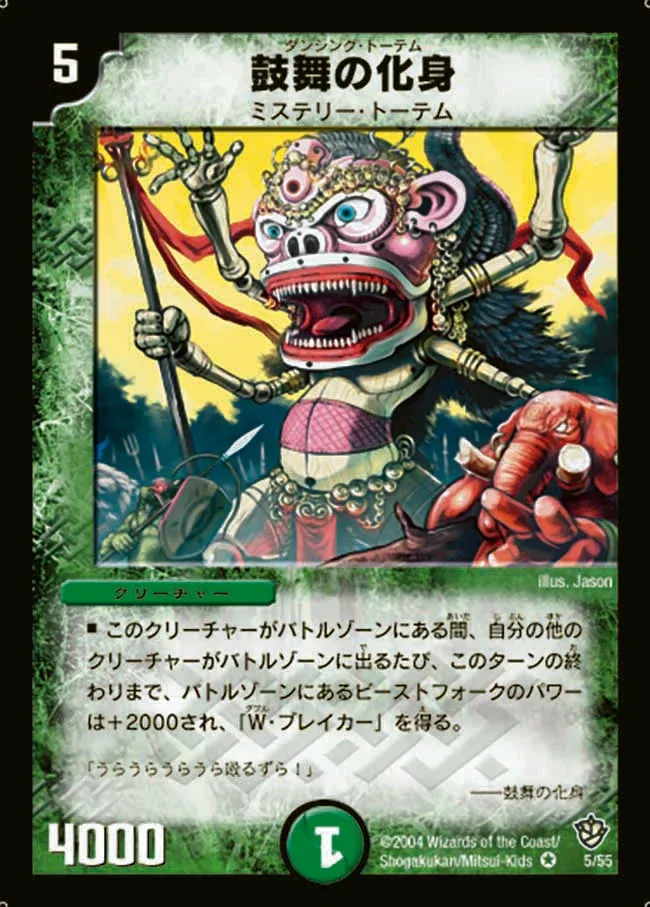 5
ダンシング・トーテム
鼓舞の化身
ミステリー・トーテム
illus. Jason
クリーチャー
■ このクリーチャーがバトルゾーンにある間、自分の他の
クリーチャーがバトルゾーンに出るたび、このターンの終
わりまで、バトルゾーンにあるビーストフォークのパワー
は+2000され、「W・ブレイカー」を得る。
「うらうらうらうら殴るずら！」
──鼓舞の化身
4000
1
©2004 Wizards of the Coast/
Shogakukan/Mitsui-Kids
5/55